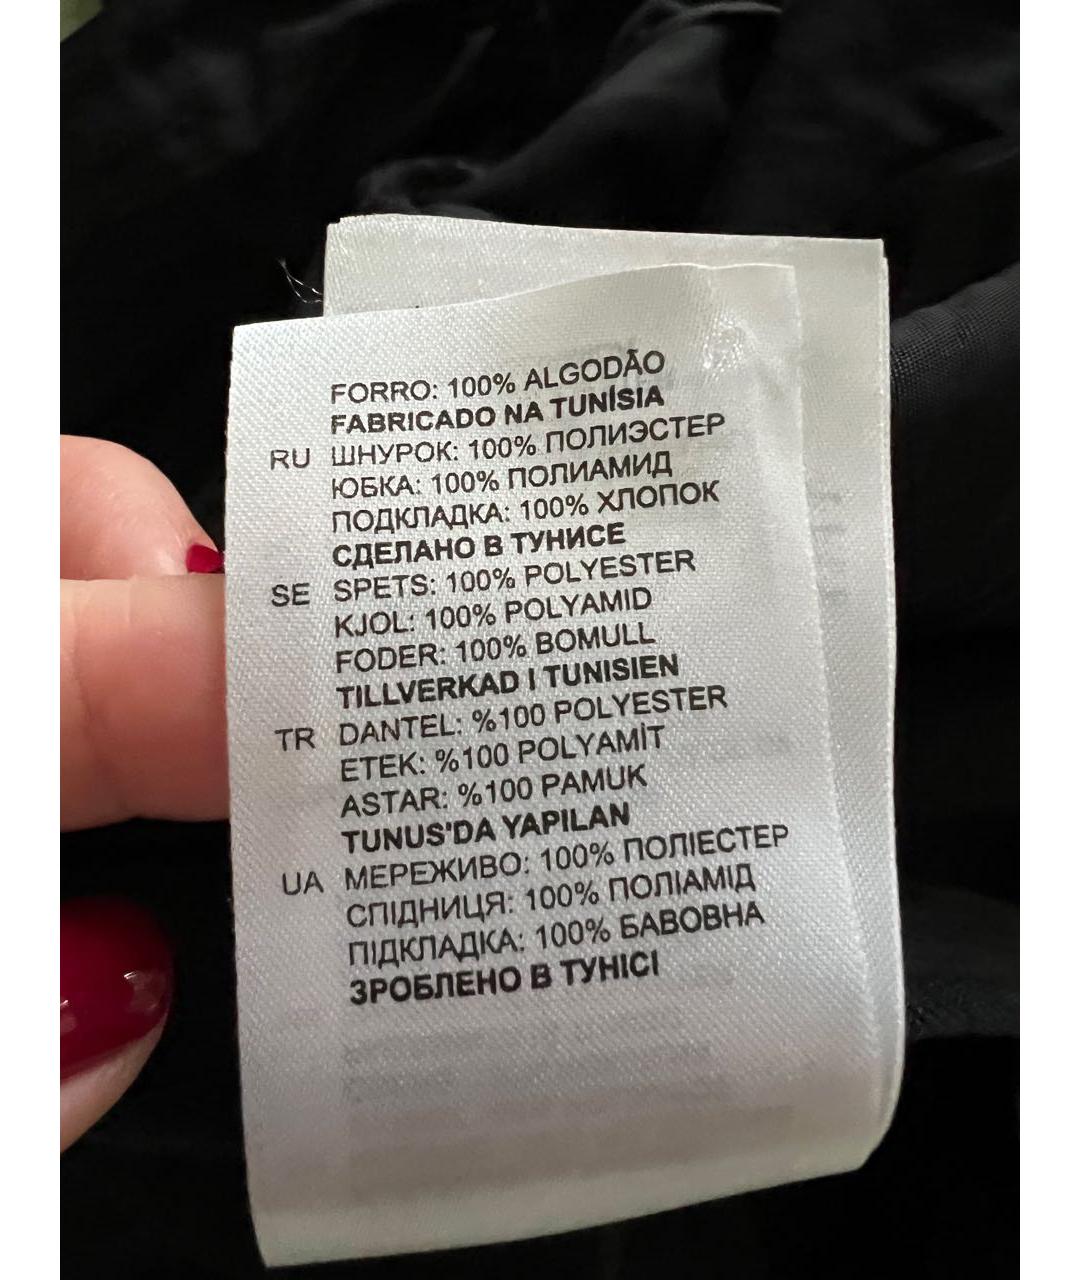 FORRO: 100% ALGODÃO
FABRICADO NA TUNÍSIA
RU ШНУРОК: 100% ПОЛИЭСТЕР
ЮБКА: 100% ПОЛИАМИД
ПОДКЛАДКА: 100% ХЛОПОК
СДЕЛАНО В ТУНИСЕ
SE SPETS: 100% POLYESTER
KJOL: 100% POLYAMID
FODER: 100% BOMULL
TILLVERKAD I TUNISIEN
TR DANTEL: %100 POLYESTER
ETEK: %100 POLYAMİT
ASTAR: %100 PAMUK
TUNUS'DA YAPILAN
UA МЕРЕЖИВО: 100% ПОЛІЕСТЕР
СПІДНИЦЯ: 100% ПОЛІАМІД
ПІДКЛАДКА: 100% БАВОВНА
ЗРОБЛЕНО В ТУНІСІ